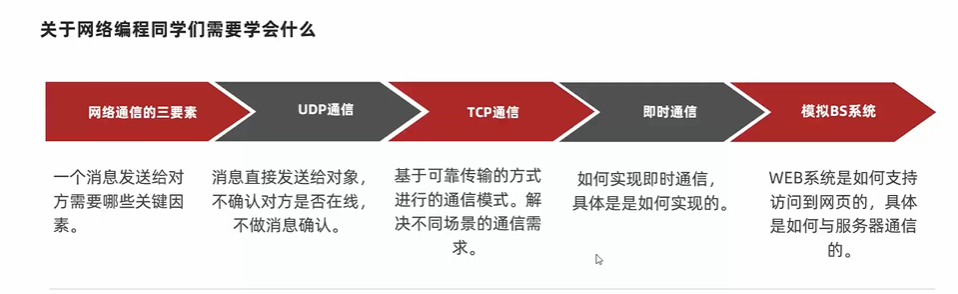 关于网络编程同学们需要学会什么
网络通信的三要素
UDP通信
TCP通信
即时通信
模拟BS系统
一个消息发送给对
方需要哪些关键因
素。
消息直接发送给对象，
不确认对方是否在线，
不做消息确认。
基于可靠传输的方式
进行的通信模式。解
决不同场景的通信需
求。
如何实现即时通信，
具体是是如何实现的。
WEB系统是如何支持
访问到网页的，具体
是如何与服务器通信
的。